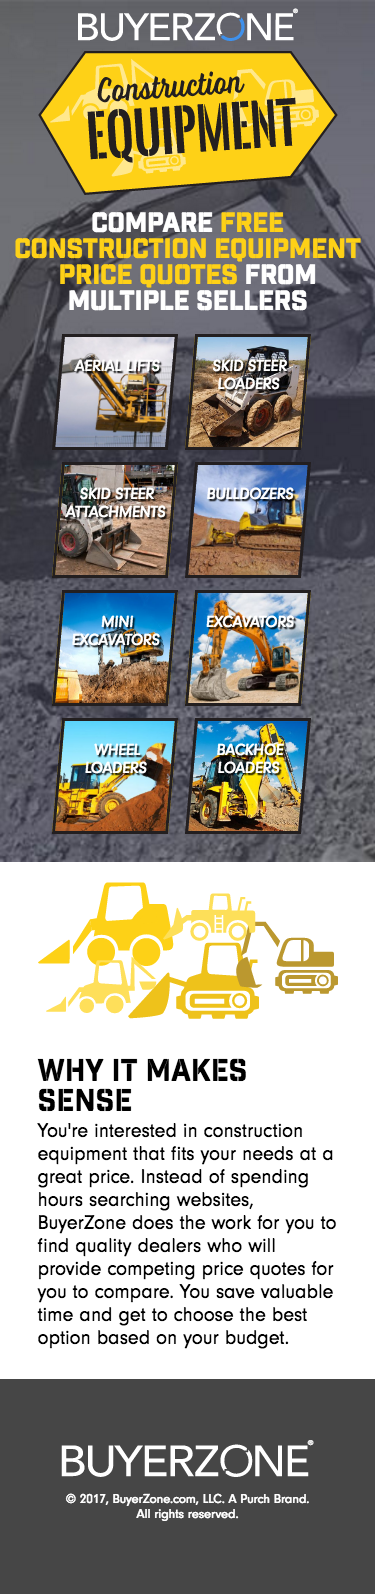 BUYERZONE®
Construction
EQUIPMENT
COMPARE FREE
CONSTRUCTION EQUIPMENT
PRICE QUOTES FROM
MULTIPLE SELLERS
AERIAL LIFTS
SKID STEER
LOADERS
SKID STEER
ATTACHMENTS
BULLDOZERS
MINI
EXCAVATORS
EXCAVATORS
WHEEL
LOADERS
BACKHOE
LOADERS
WHY IT MAKES
SENSE
You're interested in construction
equipment that fits your needs at a
great price. Instead of spending
hours searching websites,
BuyerZone does the work for you to
find quality dealers who will
provide competing price quotes for
you to compare. You save valuable
time and get to choose the best
option based on your budget.
BUYERZONE®
© 2017, BuyerZone.com, LLC. A Purch Brand.
All rights reserved.